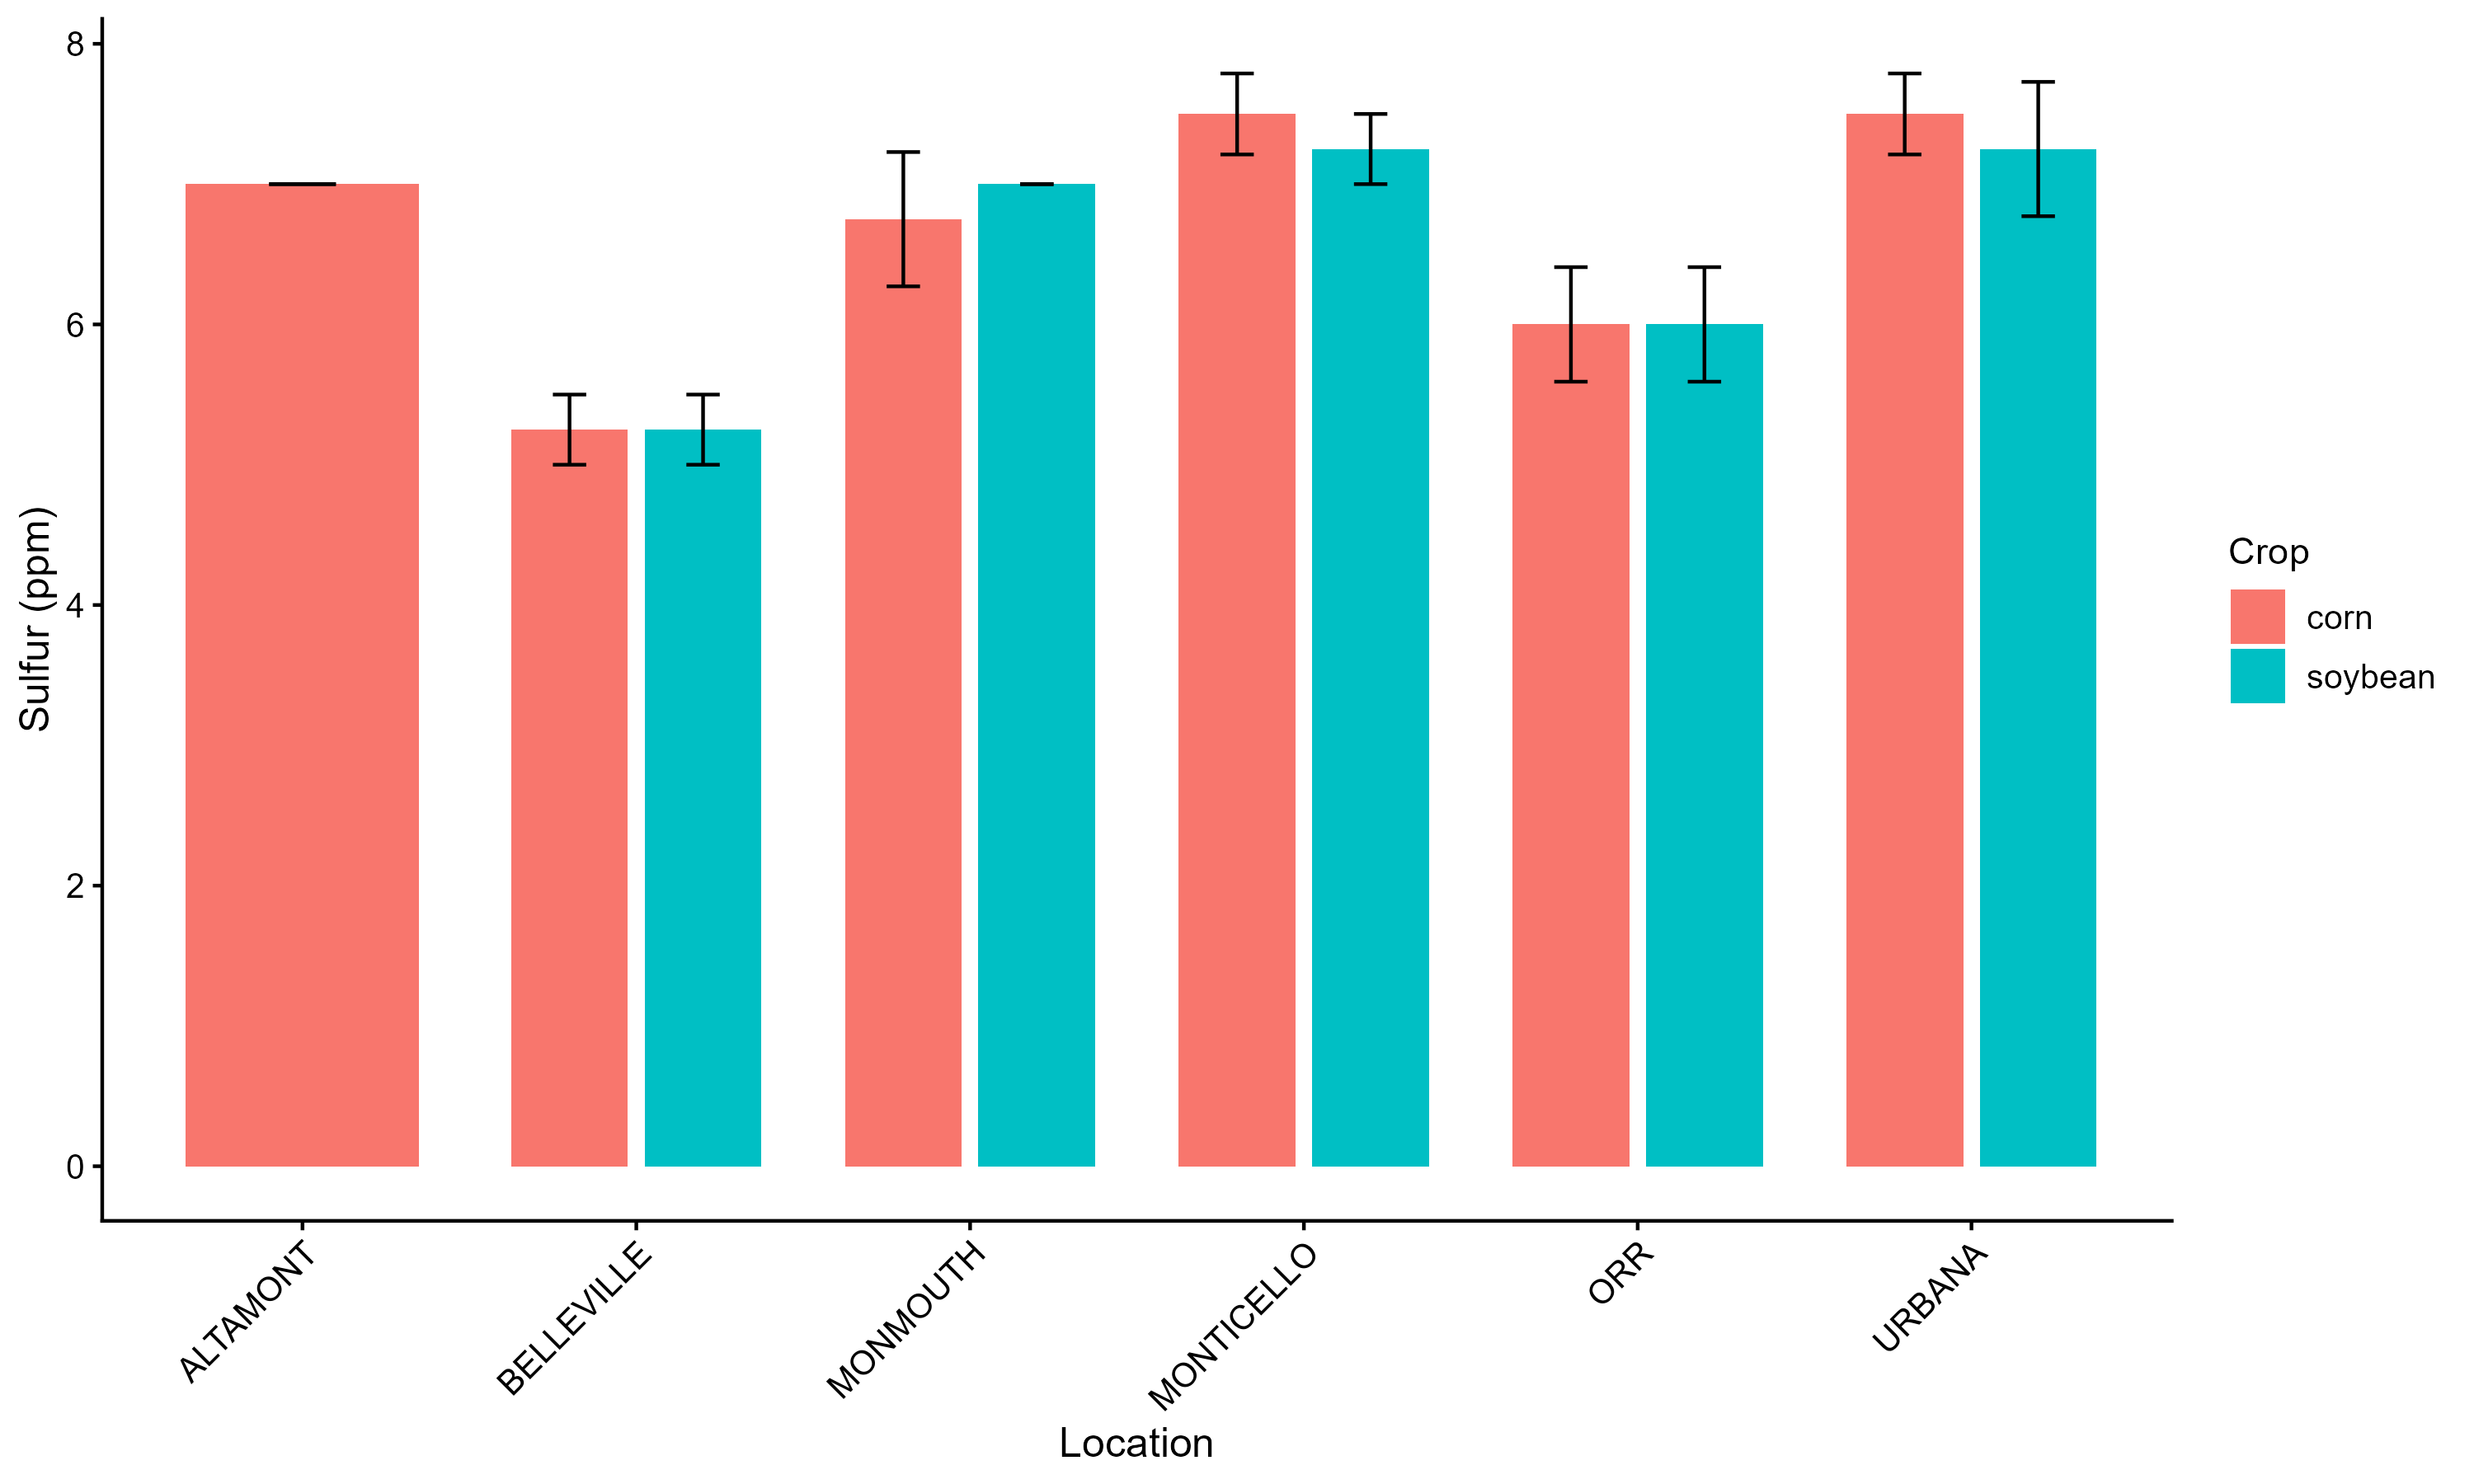 Sulfur (ppm)
8
6
4
2
0
ALTAMONT
BELLEVILLE
MONMOUTH
MONTICELLO
ORR
URBANA
Location
Crop
corn
soybean